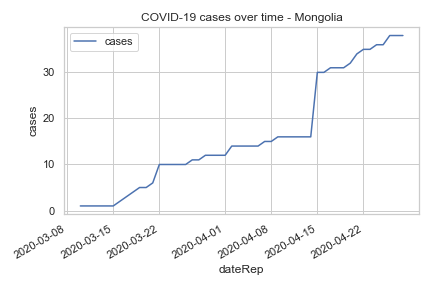 COVID-19 cases over time - Mongolia
cases
30
20
10
0
cases
2020-03-08
2020-03-15
2020-03-22
2020-04-01
2020-04-08
2020-04-15
2020-04-22
dateRep